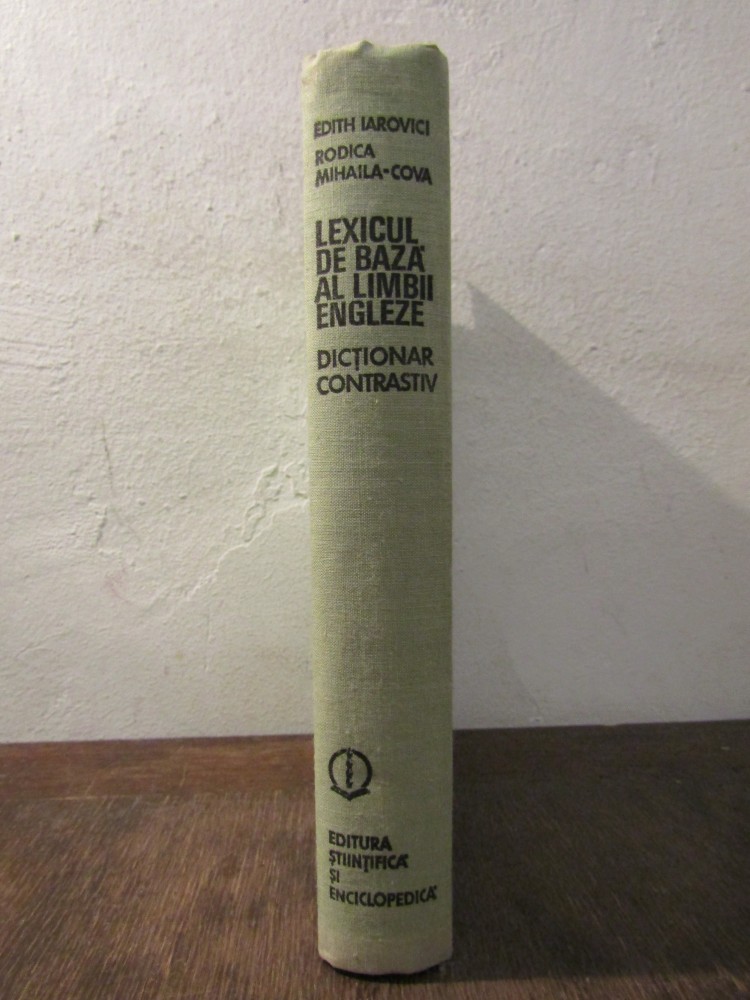 EDITH IAROVICI
RODICA
MIHAILA-COVA
LEXICUL
DE BAZĂ
AL LIMBII
ENGLEZE
DICȚIONAR
CONTRASTIV
EDITURA
ȘTIINȚIFICĂ
ȘI
ENCICLOPEDICĂ